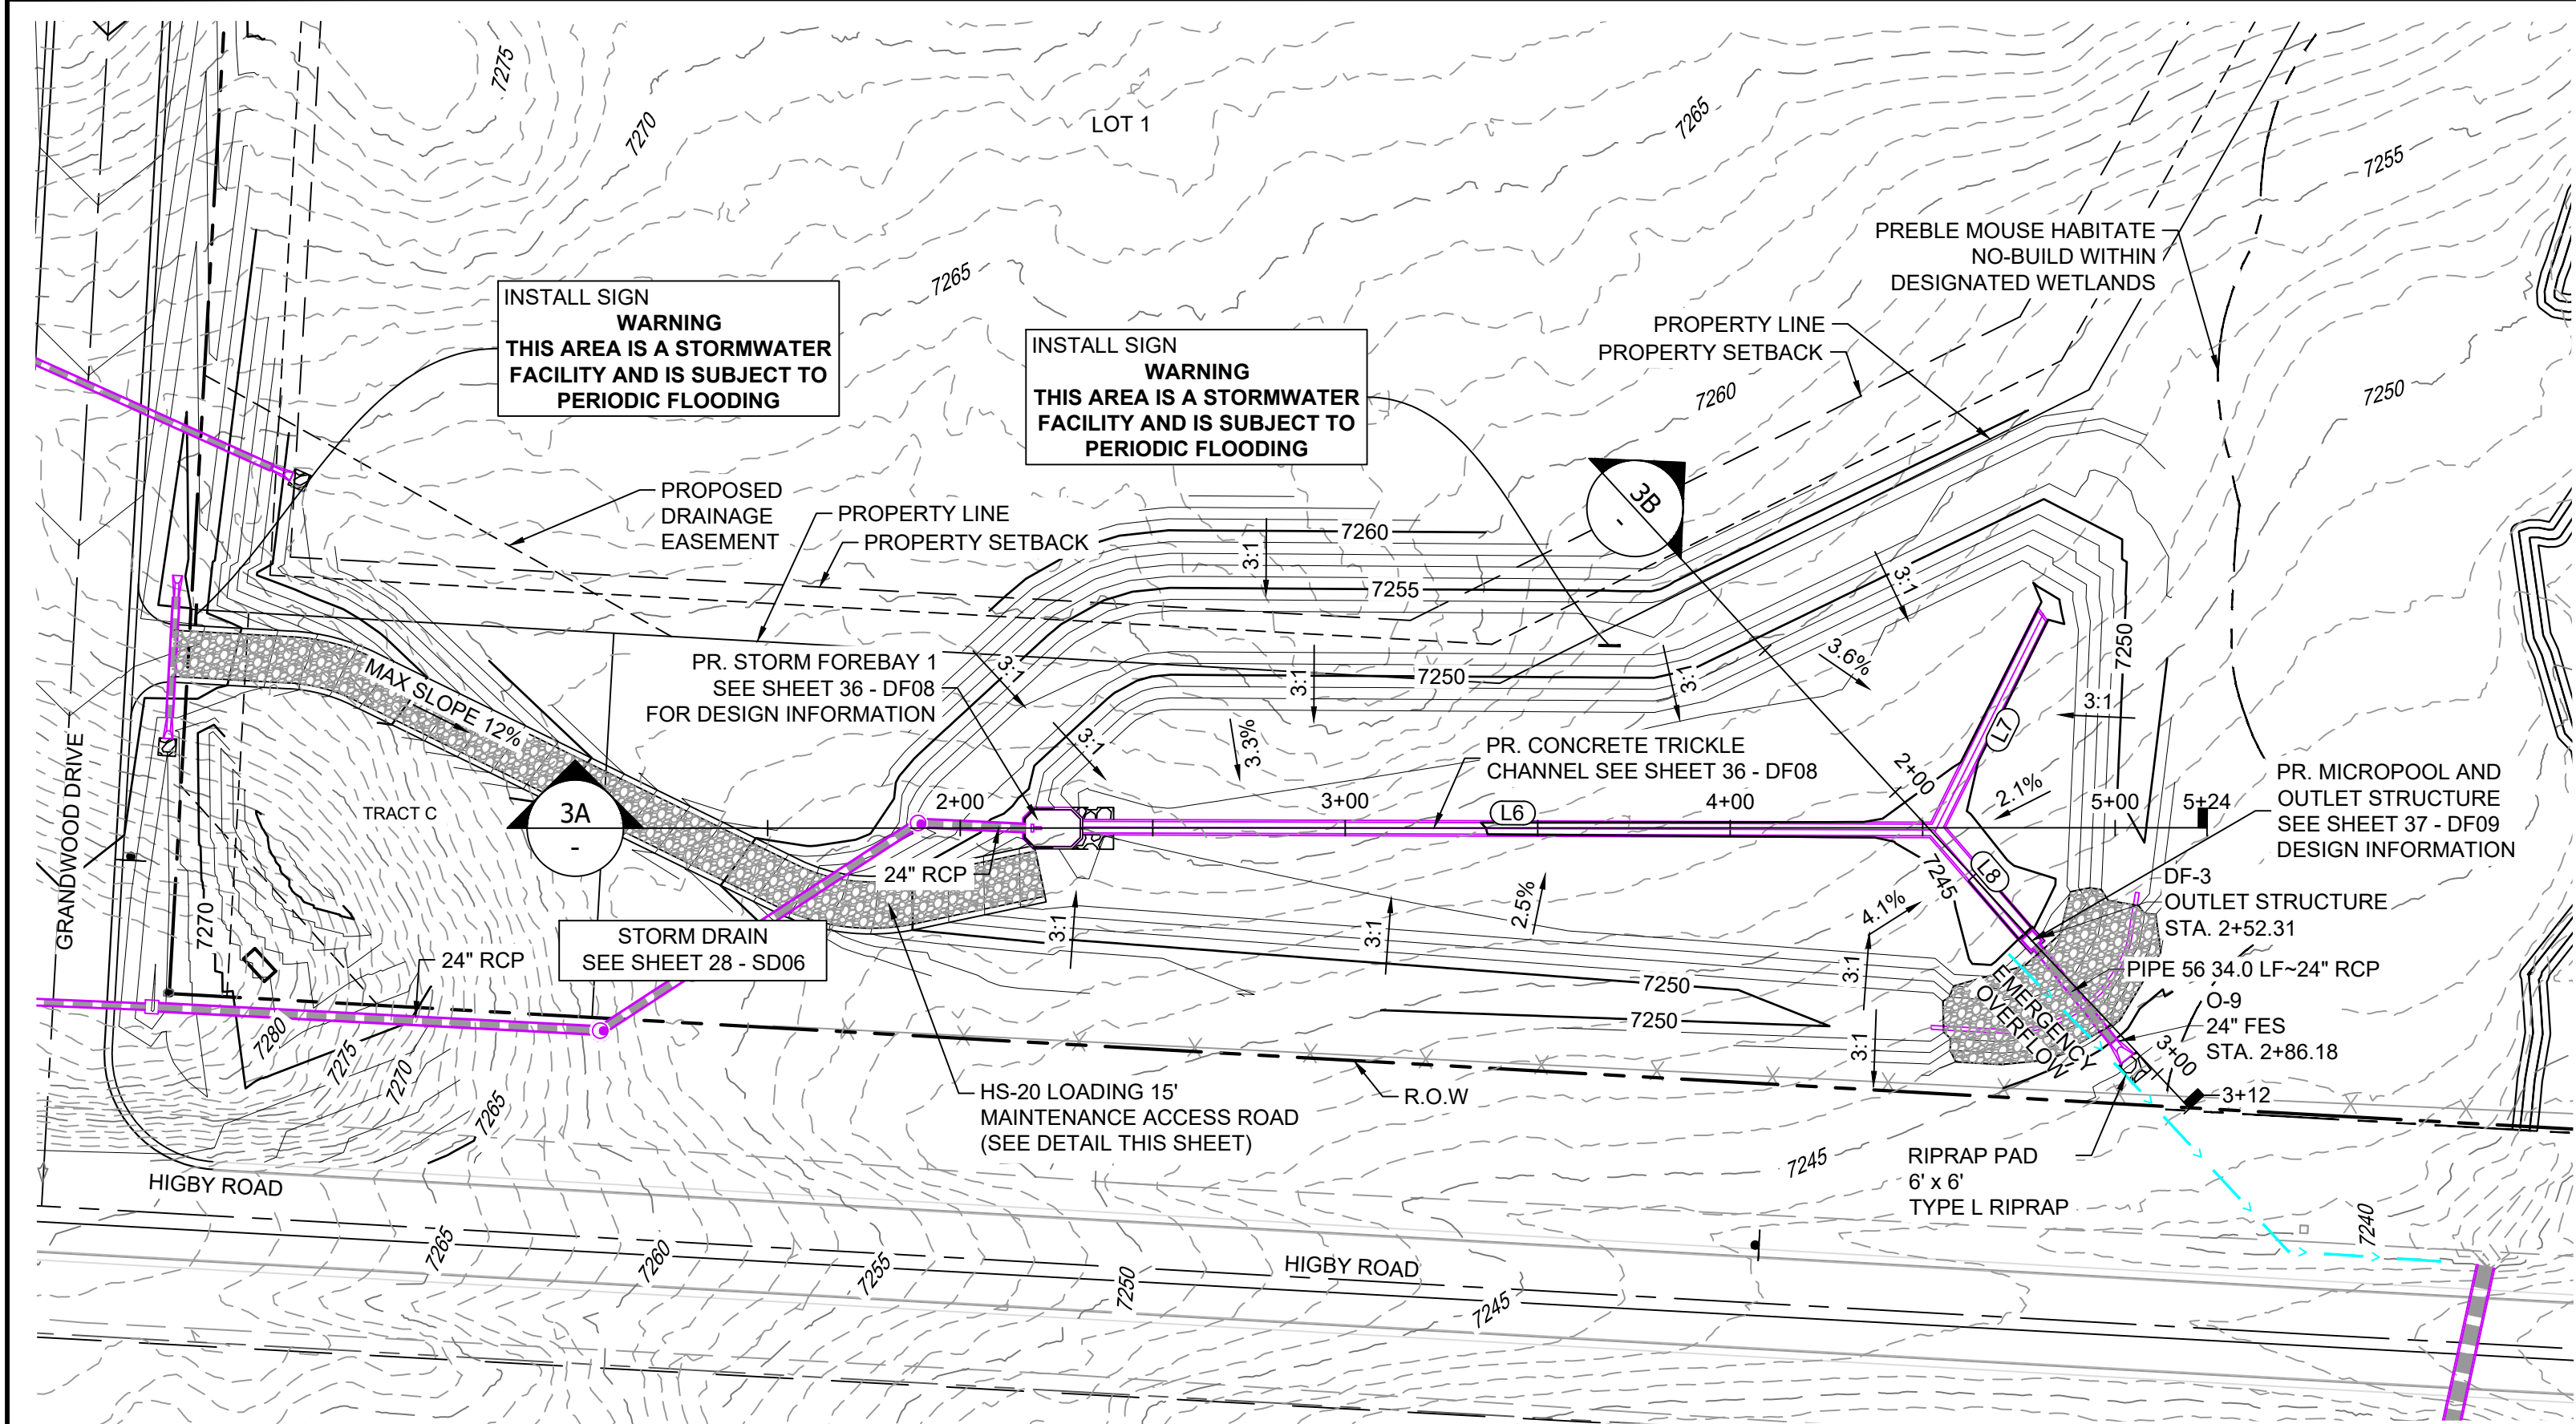 7275
7270
LOT 1
7265
7255
PREBLE MOUSE HABITATE
NO-BUILD WITHIN
DESIGNATED WETLANDS
7265
INSTALL SIGN
WARNING
THIS AREA IS A STORMWATER
FACILITY AND IS SUBJECT TO
PERIODIC FLOODING
INSTALL SIGN
WARNING
THIS AREA IS A STORMWATER
FACILITY AND IS SUBJECT TO
PERIODIC FLOODING
PROPERTY LINE
PROPERTY SETBACK
7260
7250
PROPOSED
DRAINAGE
EASEMENT
PROPERTY LINE
PROPERTY SETBACK
3B
-
7260
3:1
7255
3:1
PR. STORM FOREBAY 1
SEE SHEET 36 - DF08
FOR DESIGN INFORMATION
3:1
3:1
7250
3:1
3.6%
7250
3:1
MAX SLOPE 12%
3:1
3.3%
PR. CONCRETE TRICKLE
CHANNEL SEE SHEET 36 - DF08
L7
2+00
2.1%
PR. MICROPOOL AND
OUTLET STRUCTURE
SEE SHEET 37 - DF09
DESIGN INFORMATION
GRANDWOOD DRIVE
TRACT C
3A
-
2+00
3+00
L6
4+00
5+00
5+24
24" RCP
7245
L8
DF-3
OUTLET STRUCTURE
STA. 2+52.31
7270
STORM DRAIN
SEE SHEET 28 - SD06
3:1
3:1
2.5%
4.1%
3:1
24" RCP
7250
7250
EMERGENCY
OVERFLOW
PIPE 56 34.0 LF~24" RCP
O-9
24" FES
STA. 2+86.18
7280
7275
7270
7265
3:1
3+00
3+12
HS-20 LOADING 15'
MAINTENANCE ACCESS ROAD
(SEE DETAIL THIS SHEET)
R.O.W
7245
RIPRAP PAD
6' x 6'
TYPE L RIPRAP
HIGBY ROAD
7265
7260
7255
7250
HIGBY ROAD
7245
7240